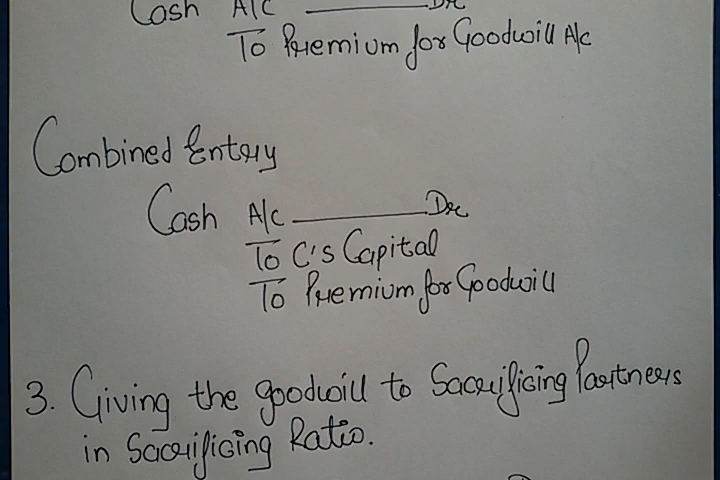 Cash A/c ———— Dr
To Premium for Goodwill A/c
Combined Entry
Cash A/c ———— Dr
To C's Capital
To Premium for Goodwill
3. Giving the goodwill to Sacrificing Partners
in Sacrificing Ratio.